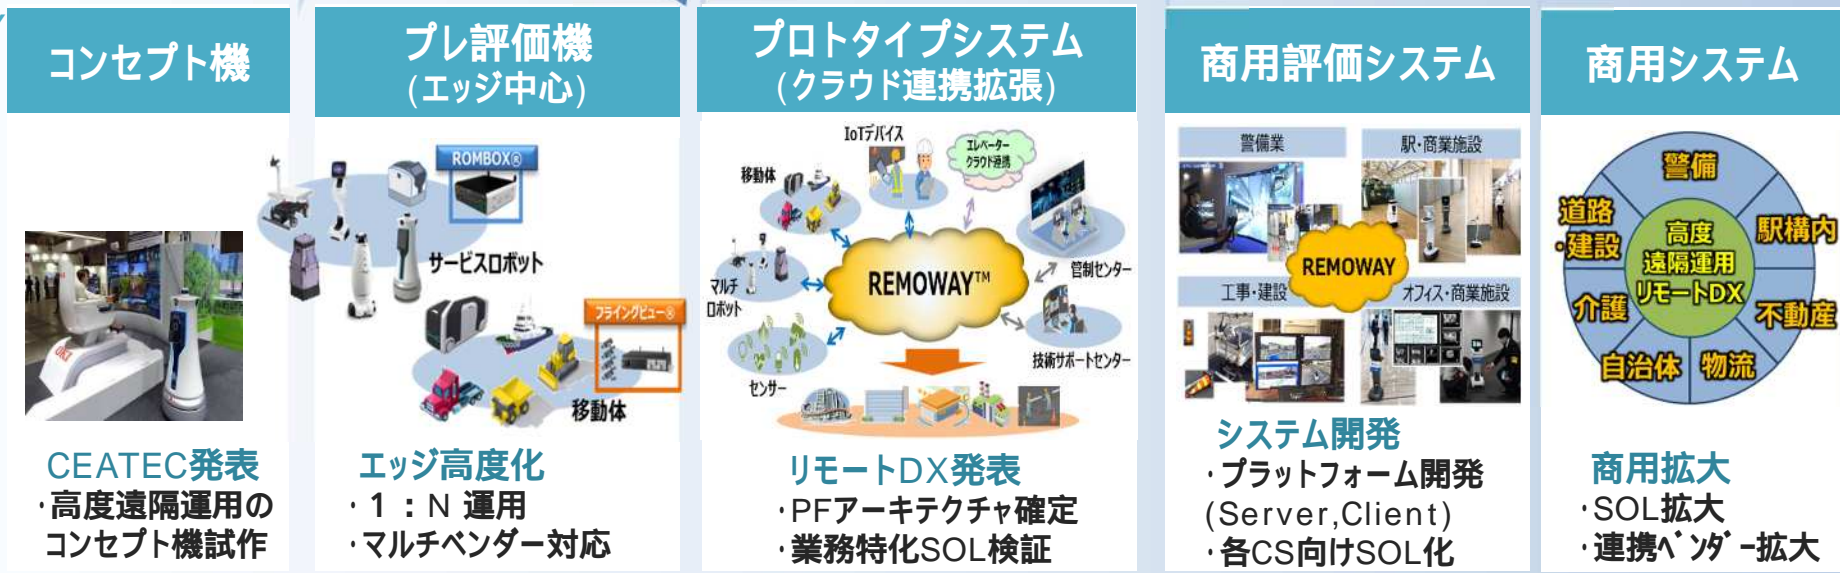 コンセプト機
CEATEC発表
・高度遠隔運用の
コンセプト機試作
プレ評価機
(エッジ中心)
ROMBOX®
サービスロボット
フライングビュー®
移動体
エッジ高度化
・1：N 運用
・マルチベンダー対応
プロトタイプシステム
(クラウド連携拡張)
IoTデバイス
エレベーター
クラウド連携
移動体
マルチ
ロボット
REMOWAY™
管制センター
センサー
技術サポートセンター
リモートDX発表
・PFアーキテクチャ確定
・業務特化SOL検証
商用評価システム
警備業
駅・商業施設
REMOWAY
工事・建設
オフィス・商業施設
システム開発
・プラットフォーム開発
(Server,Client)
・各CS向けSOL化
商用システム
警備
道路
・建設
駅構内
高度
遠隔運用
リモートDX
介護
不動産
自治体
物流
商用拡大
・SOL拡大
・連携ベンダー拡大
OKI